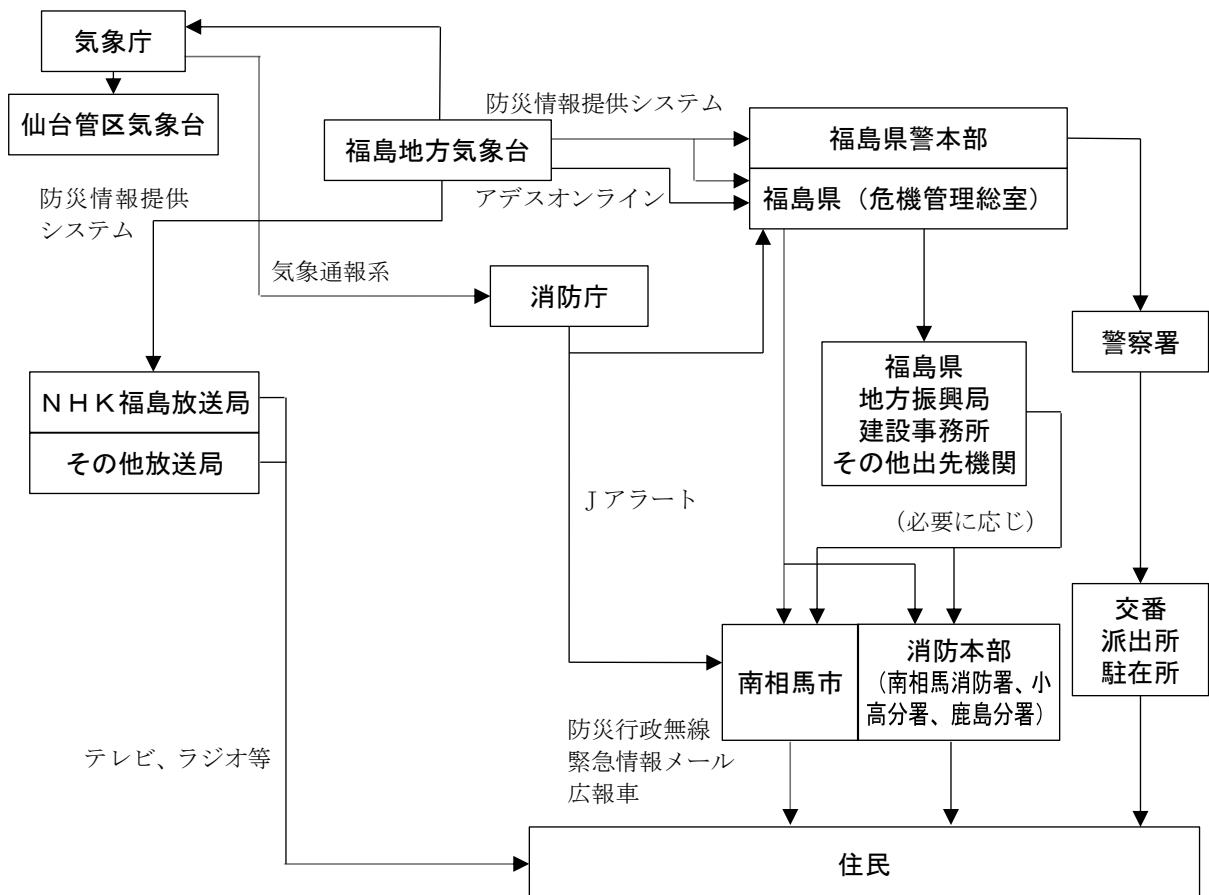 気象庁
仙台管区気象台
防災情報提供システム
福島地方気象台
福島県警本部
アデスオンライン
福島県(危機管理総室)
防災情報提供
システム
気象通報系
消防庁
警察署
福島県
地方振興局
建設事務所
その他出先機関
NHK福島放送局
その他放送局
Jアラート
(必要に応じ)
交番
派出所
駐在所
南相馬市
消防本部
(南相馬消防署、小
高分署、鹿島分署)
防災行政無線
緊急情報メール
広報車
テレビ、ラジオ等
住民